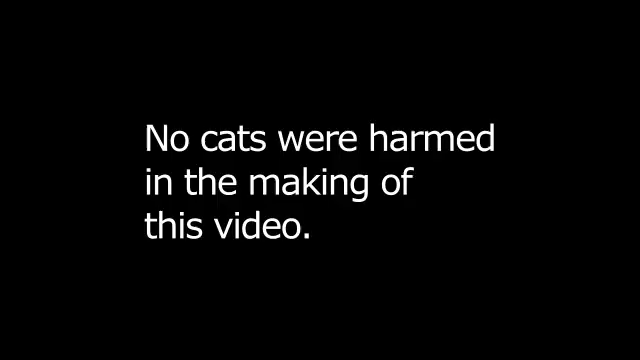 No cats were harmed
in the making of
this video.